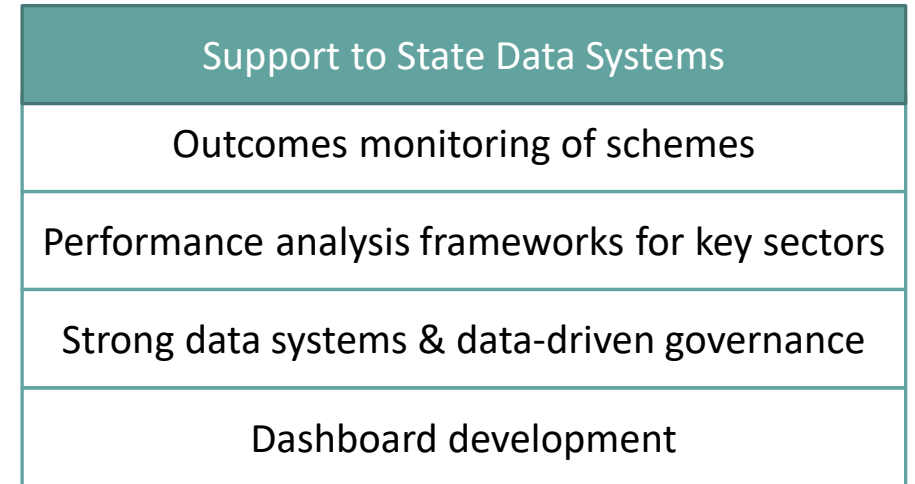 Support to State Data Systems
Outcomes monitoring of schemes
Performance analysis frameworks for key sectors
Strong data systems & data-driven governance
Dashboard development